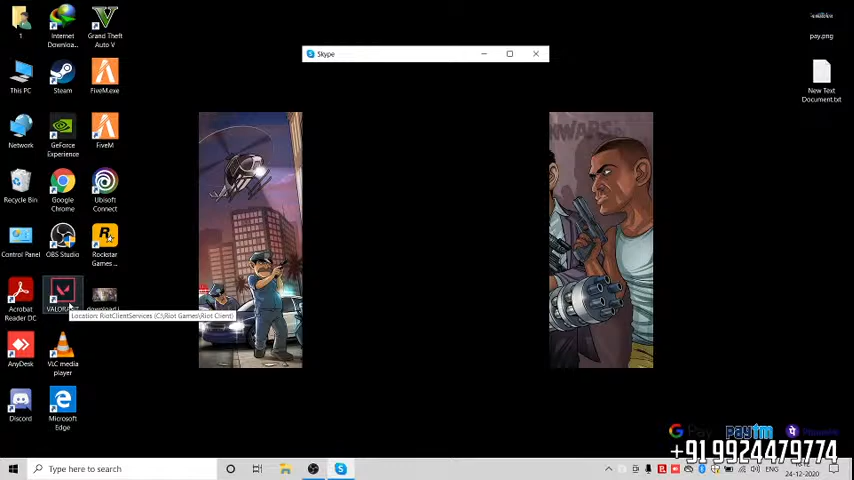 1
Internet
Downloa...
Grand Theft
Auto V
This PC
Steam
FiveM.exe
Network
GeForce
Experience
FiveM
Recycle Bin
Google
Chrome
Ubisoft
Connect
Control Panel
OBS Studio
Rockstar
Games ...
Acrobat
Reader DC
Location: RiotClientServices (C:\Riot Games\Riot Client)
AnyDesk
VLC media
player
Discord
Microsoft
Edge
Skype
pay.png
New Text
Document.txt
G Pay paytm
+91 9924479774
Type here to search
ENG
24-12-2020